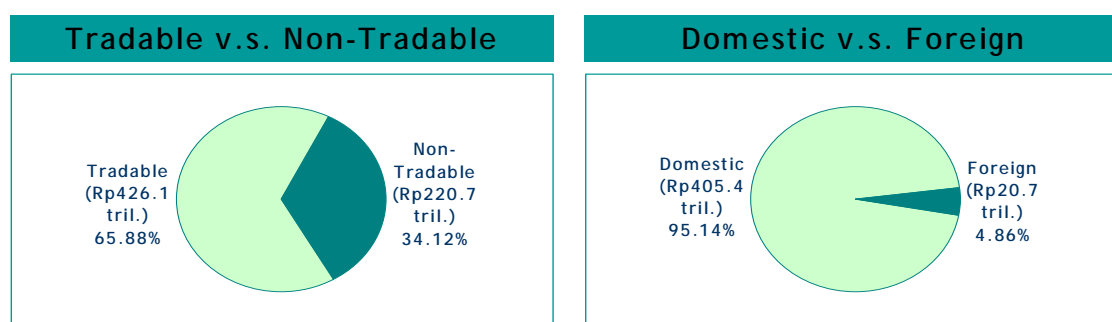 Tradable v.s. Non-Tradable
Tradable
(Rp426.1
tril.)
65.88%
Non-
Tradable
(Rp220.7
tril.)
34.12%
Domestic v.s. Foreign
Domestic
(Rp405.4
tril.)
95.14%
Foreign
(Rp20.7
tril.)
4.86%